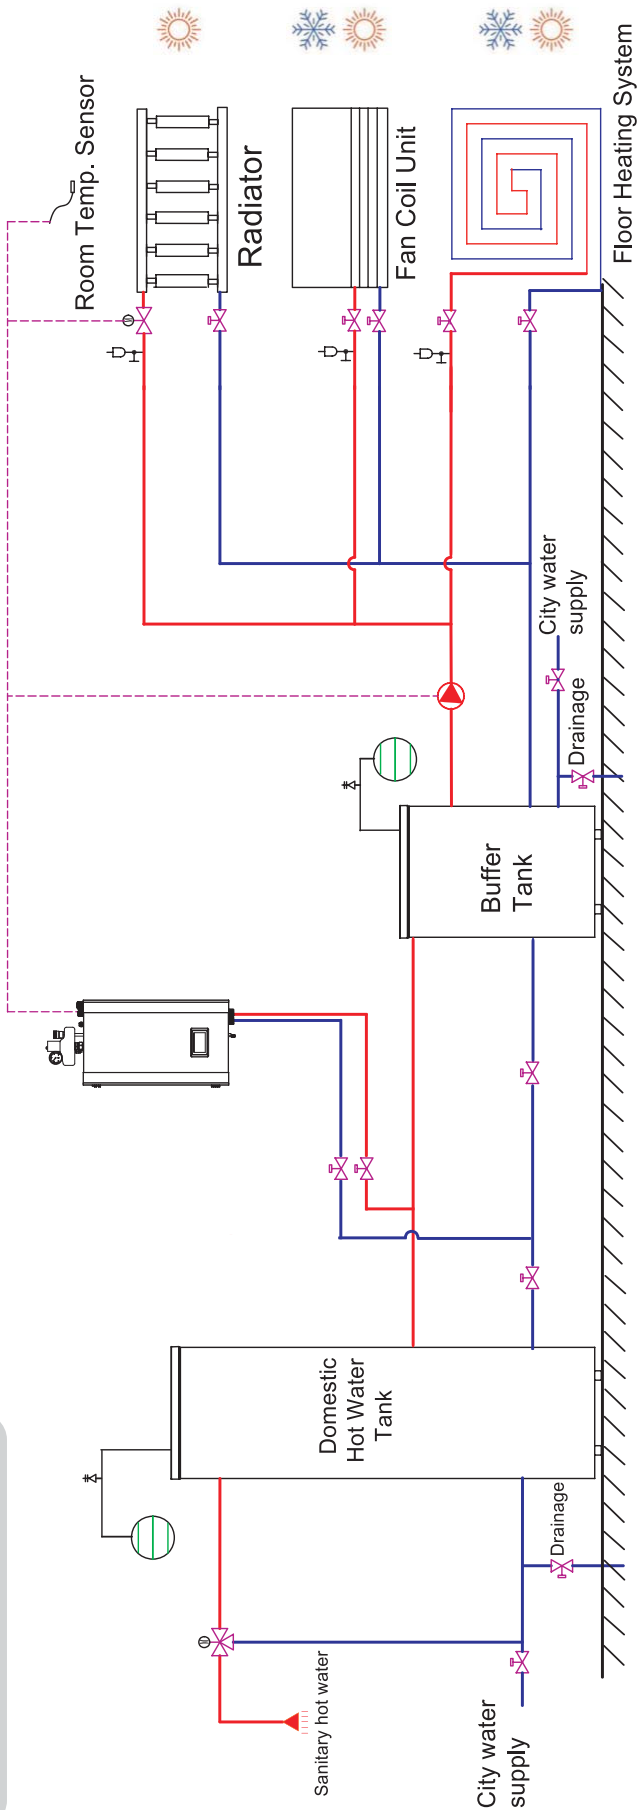 Room Temp. Sensor
Radiator
Fan Coil Unit
Floor Heating System
City water
supply
Drainage
Buffer
Tank
Domestic
Hot Water
Tank
Drainage
Sanitary hot water
City water
supply